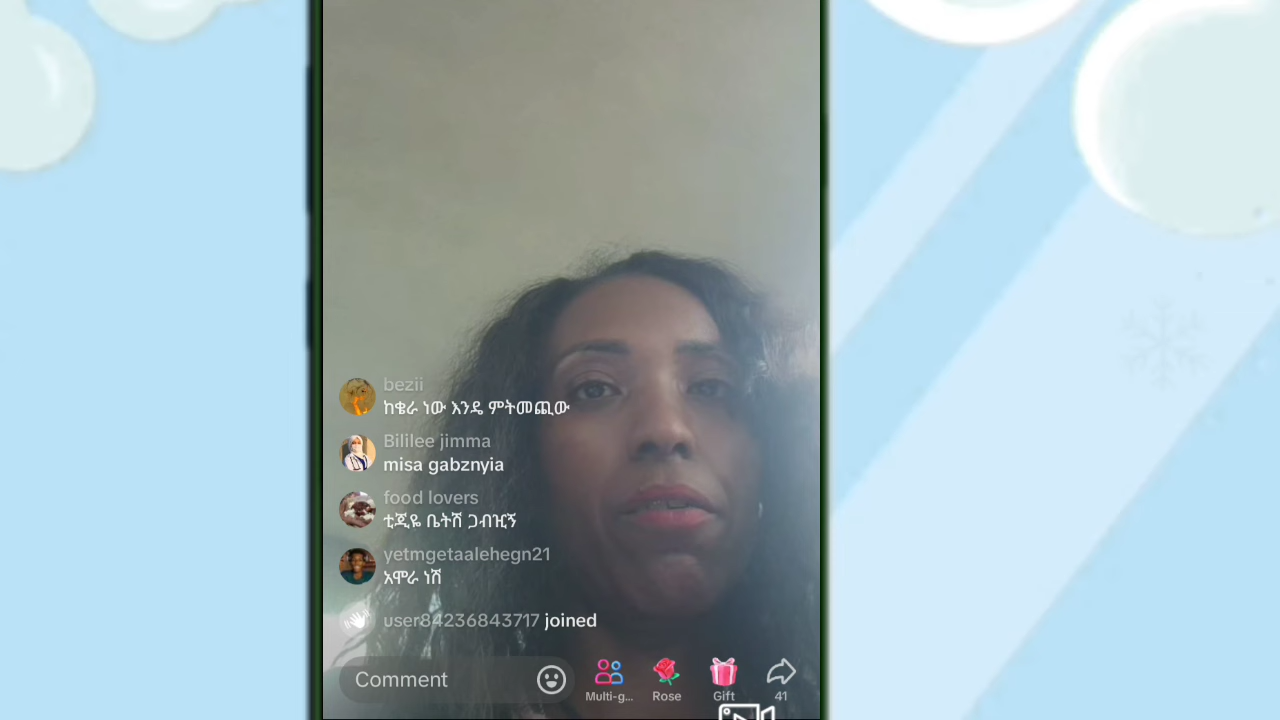 bezii
ከቄራ ነው እንዴ ምትመጪው
Bililee jimma
misa gabznyia
food lovers
ቲጂዬ ቤትሽ ጋብዢኝ
yetmgetaalehegn21
አሞራ ነሽ
user84236843717 joined
Comment
Multi-g...
Rose
Gift
41